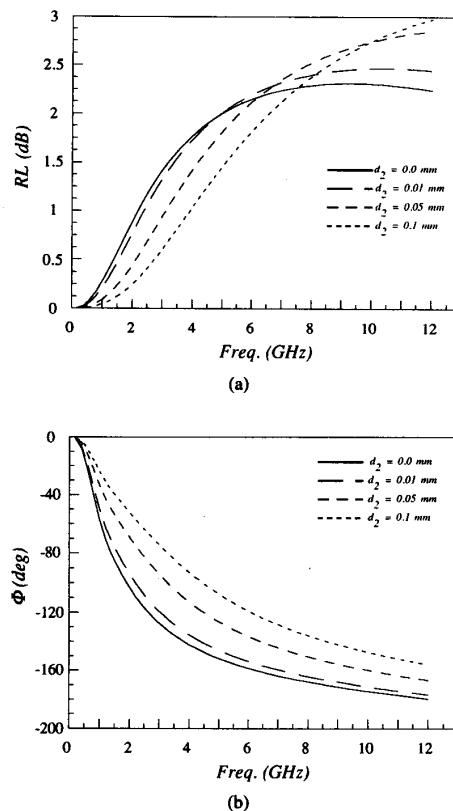 3
2.5
2
1.5
1
0.5
0
RL (dB)
d₂ = 0.0 mm
d₂ = 0.01 mm
d₂ = 0.05 mm
d₂ = 0.1 mm
0 2 4 6 8 10 12
Freq. (GHz)
(a)
0
-40
-80
-120
-160
-200
Φ (deg)
d₂ = 0.0 mm
d₂ = 0.01 mm
d₂ = 0.05 mm
d₂ = 0.1 mm
0 2 4 6 8 10 12
Freq. (GHz)
(b)